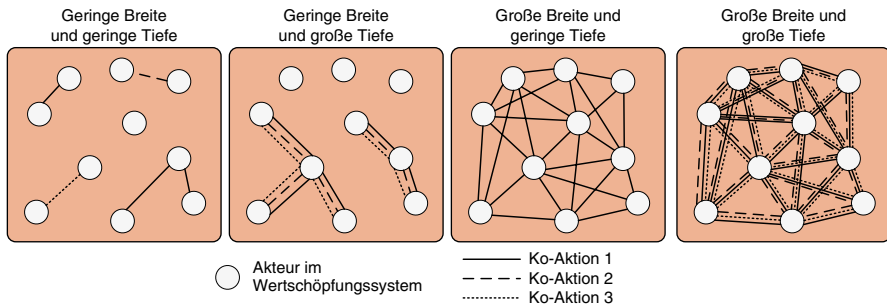 Geringe Breite
und geringe Tiefe
Geringe Breite
und große Tiefe
Große Breite und
geringe Tiefe
Große Breite und
große Tiefe
Akteur im
Wertschöpfungssystem
Ko-Aktion 1
Ko-Aktion 2
Ko-Aktion 3